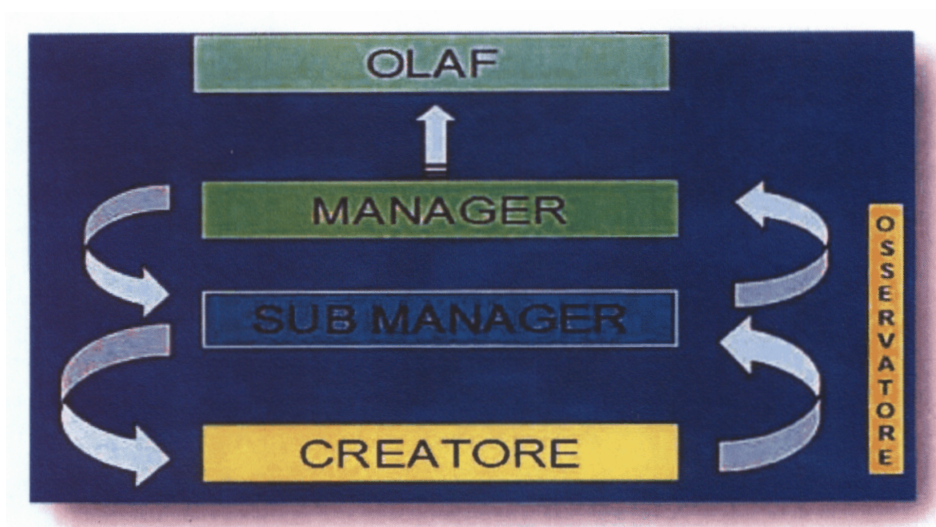 OLAF
MANAGER
SUB MANAGER
CREATORE
OSSERVATORE